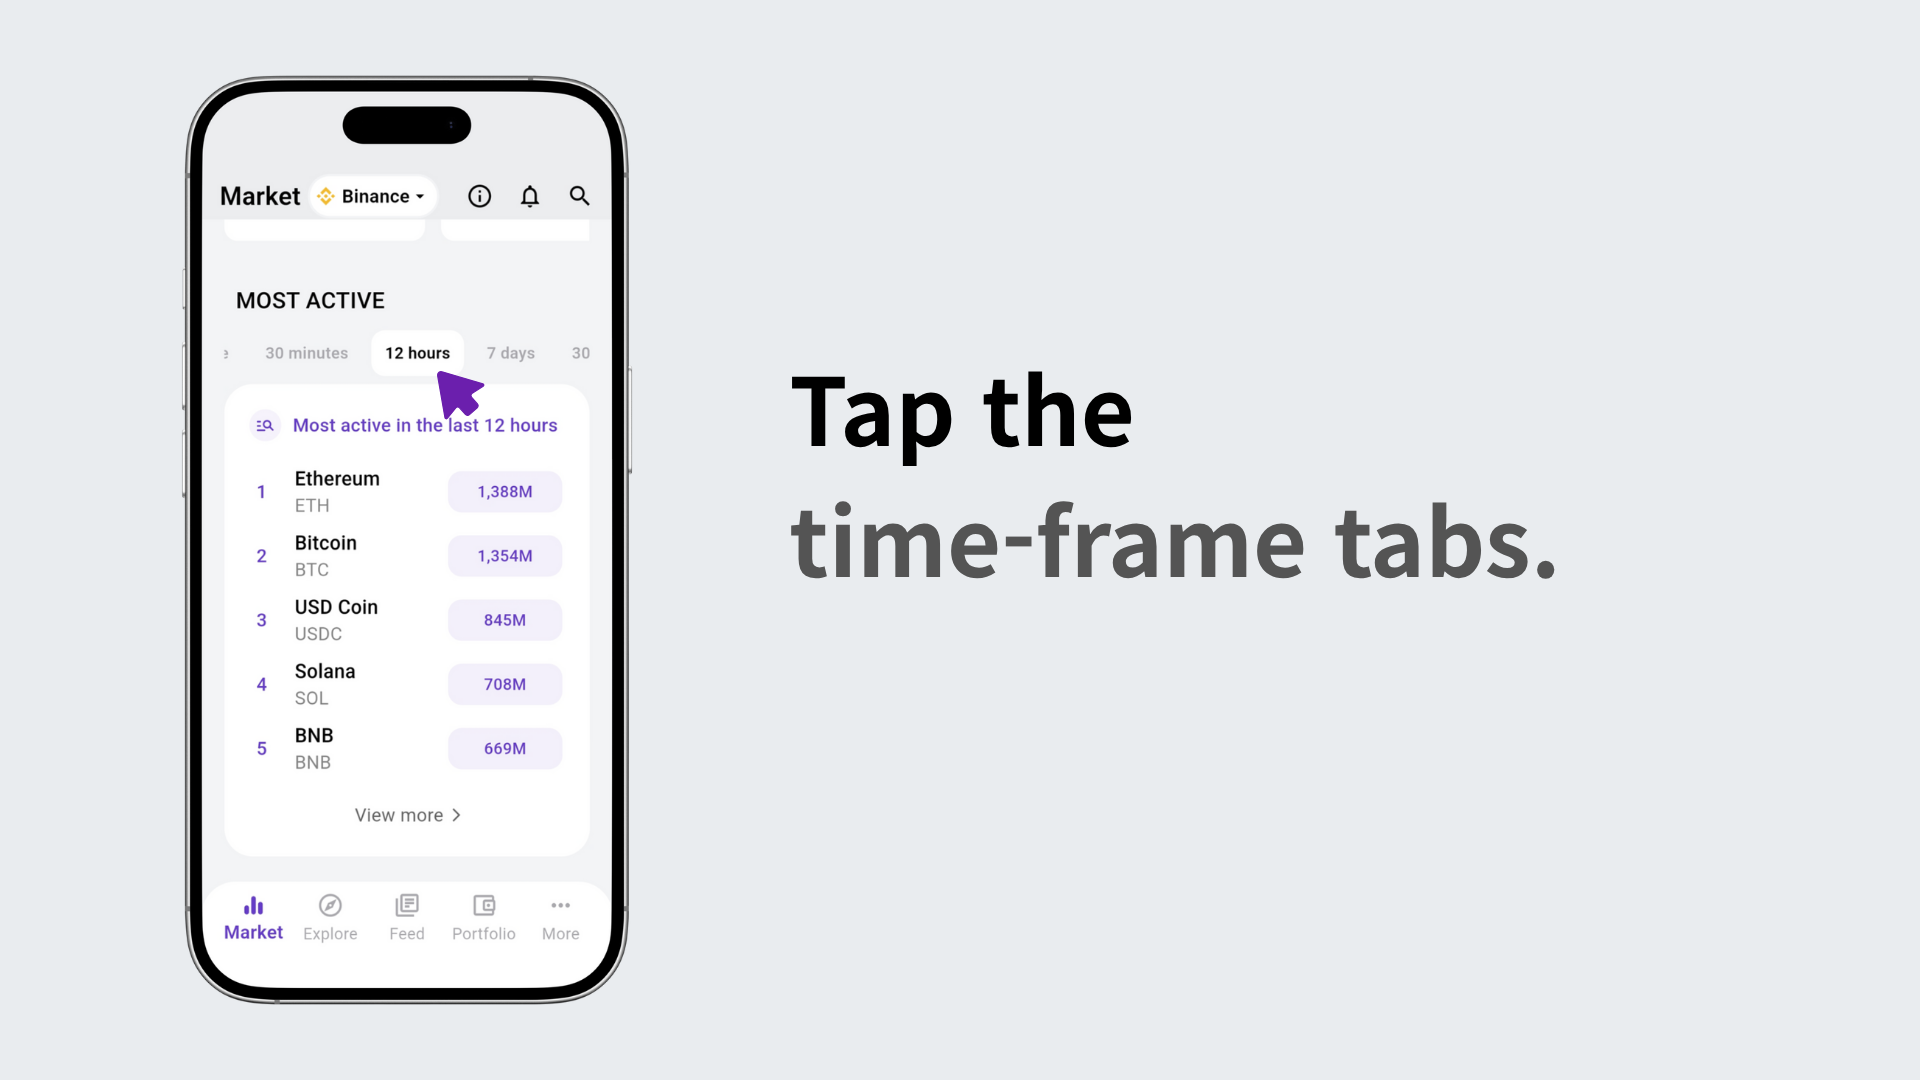 Market Binance
MOST ACTIVE
e 30 minutes 12 hours 7 days 30
Most active in the last 12 hours
1 Ethereum 1,388M
ETH
2 Bitcoin 1,354M
BTC
3 USD Coin 845M
USDC
4 Solana 708M
SOL
5 BNB 669M
BNB
View more
Market Explore Feed Portfolio More
Tap the
time-frame tabs.